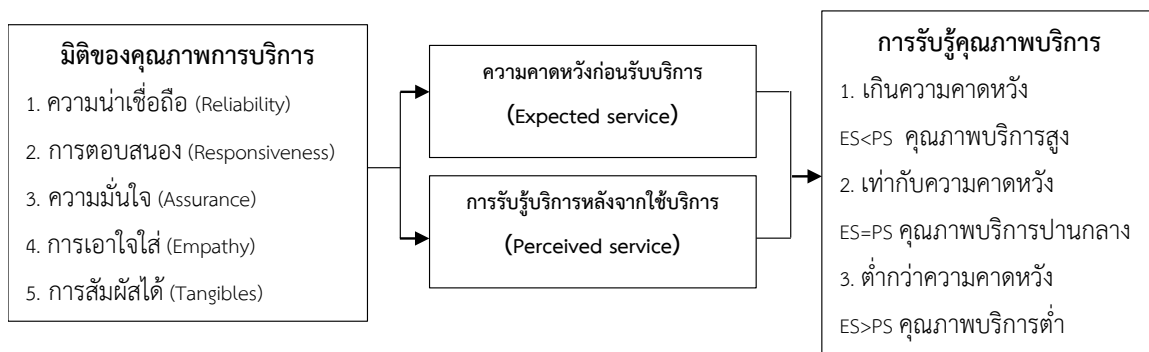 มิติของคุณภาพการบริการ
1. ความน่าเชื่อถือ (Reliability)
2. การตอบสนอง (Responsiveness)
3. ความมั่นใจ (Assurance)
4. การเอาใจใส่ (Empathy)
5. การสัมผัสได้ (Tangibles)
ความคาดหวังก่อนรับบริการ
(Expected service)
การรับรู้บริการหลังจากใช้บริการ
(Perceived service)
การรับรู้คุณภาพบริการ
1. เกินความคาดหวัง
ES<PS คุณภาพบริการสูง
2. เท่ากับความคาดหวัง
ES=PS คุณภาพบริการปานกลาง
3. ต่ำกว่าความคาดหวัง
ES>PS คุณภาพบริการต่ำ